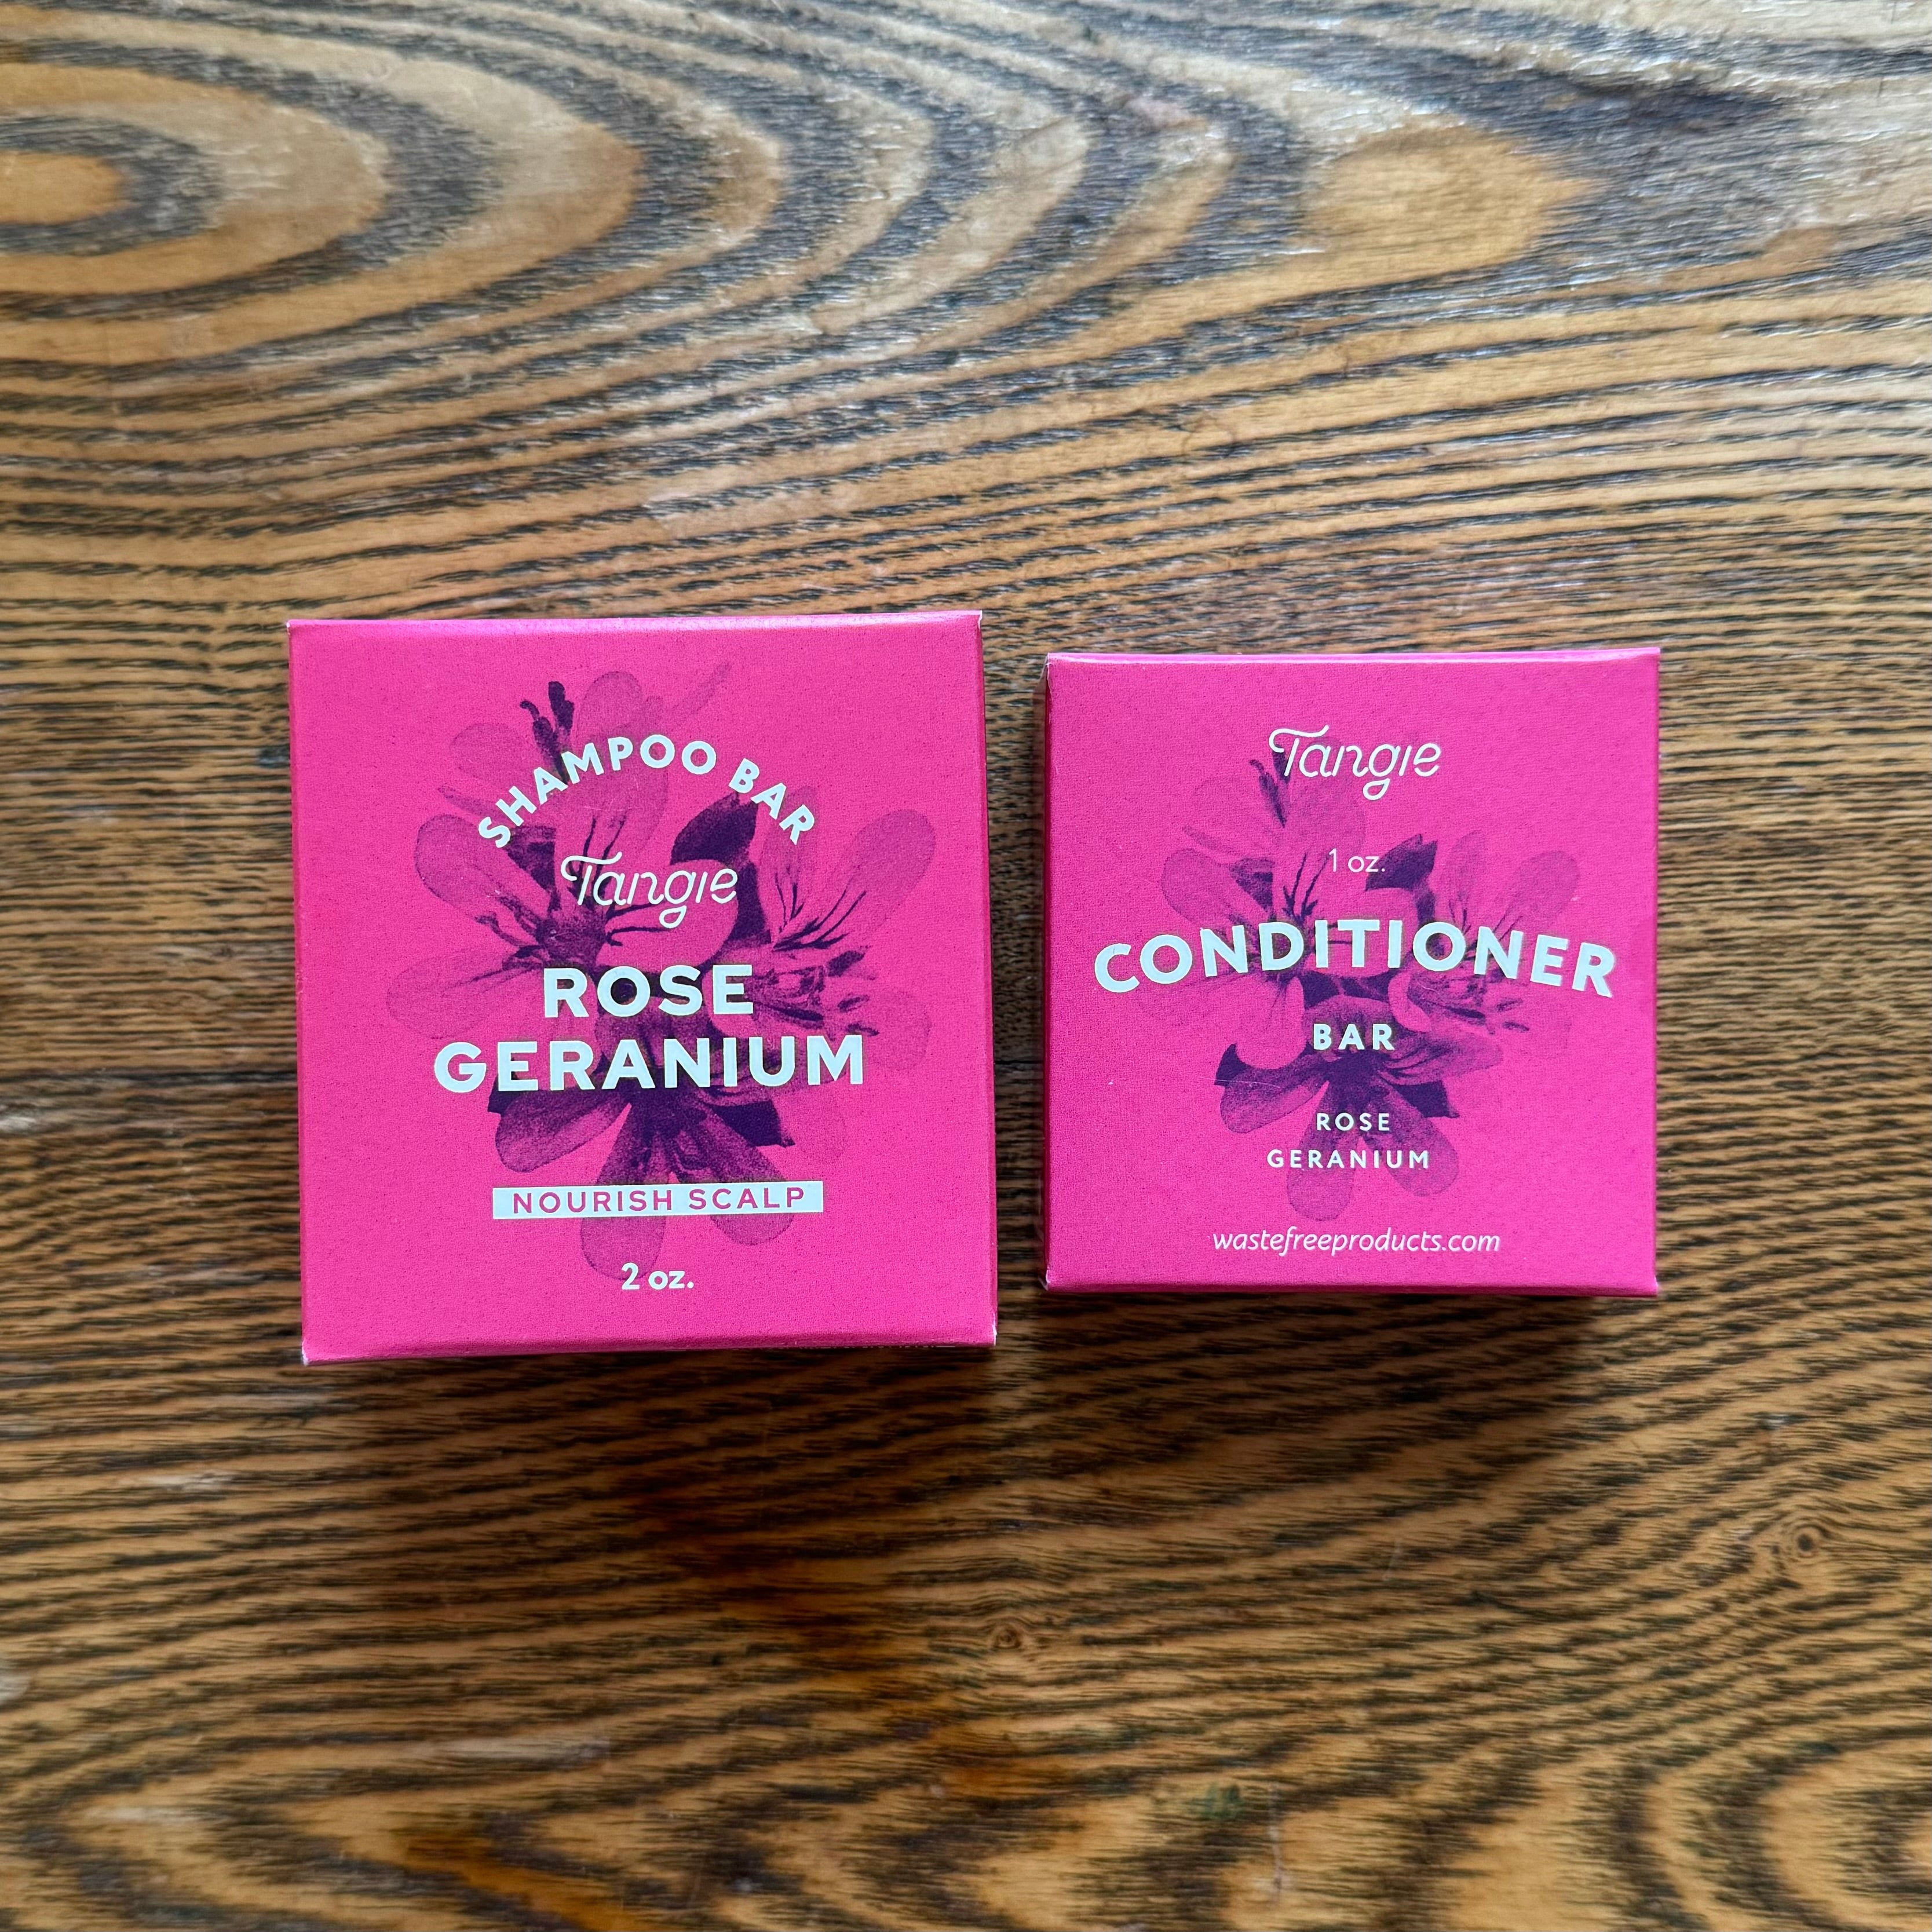 SHAMPOO BAR
Tangie
ROSE
GERANIUM
NOURISH SCALP
2 oz.
Tangie
1 oz.
CONDITIONER
BAR
ROSE
GERANIUM
wastefreeproducts.com